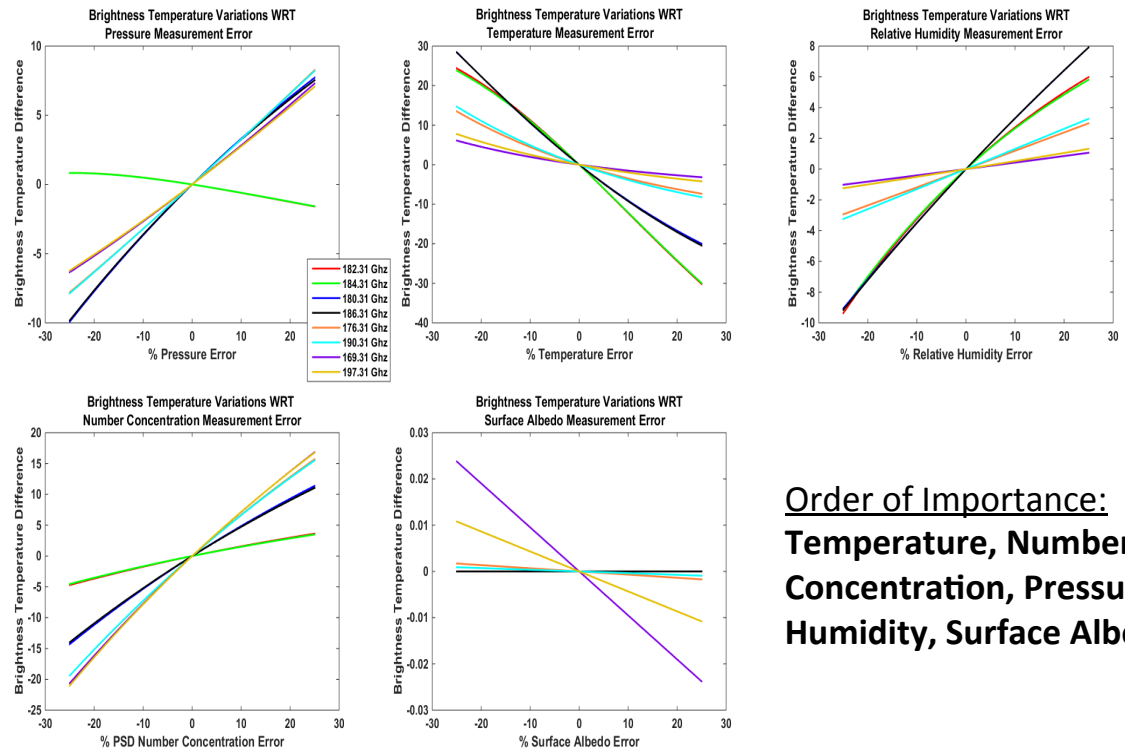 Brightness Temperature Variations WRT
Pressure Measurement Error
10
5
0
-5
-10
-30
-20
-10
0
10
20
Brightness Temperature Difference
% Pressure Error
182.31 Ghz
184.31 Ghz
180.31 Ghz
186.31 Ghz
176.31 Ghz
190.31 Ghz
169.31 Ghz
197.31 Ghz
Brightness Temperature Variations WRT
Temperature Measurement Error
30
20
10
0
-10
-20
-30
-40
-30
-20
-10
0
10
20
30
Brightness Temperature Difference
% Temperature Error
Brightness Temperature Variations WRT
Relative Humidity Measurement Error
8
6
4
2
0
-2
-4
-6
-8
-10
-30
-20
-10
0
10
20
30
Brightness Temperature Difference
% Relative Humidity Error
Brightness Temperature Variations WRT
Number Concentration Measurement Error
20
15
10
5
0
-5
-10
-15
-20
-25
-30
-20
-10
0
10
20
30
Brightness Temperature Difference
% PSD Number Concentration Error
Brightness Temperature Variations WRT
Surface Albedo Measurement Error
0.03
0.02
0.01
0
-0.01
-0.02
-0.03
-30
-20
-10
0
10
20
30
Brightness Temperature Difference
% Surface Albedo Error
Order of Importance:
Temperature, Number
Concentration, Pressu
Humidity, Surface Alb